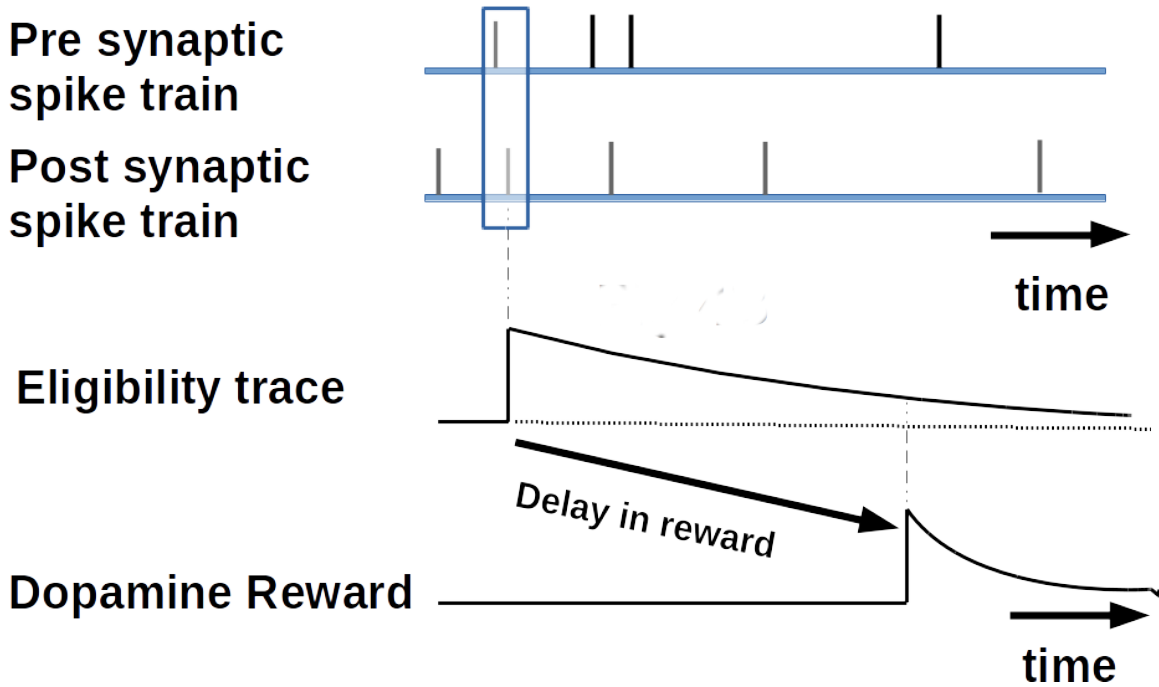 Pre synaptic
spike train
Post synaptic
spike train
time
Eligibility trace
Delay in reward
Dopamine Reward
time